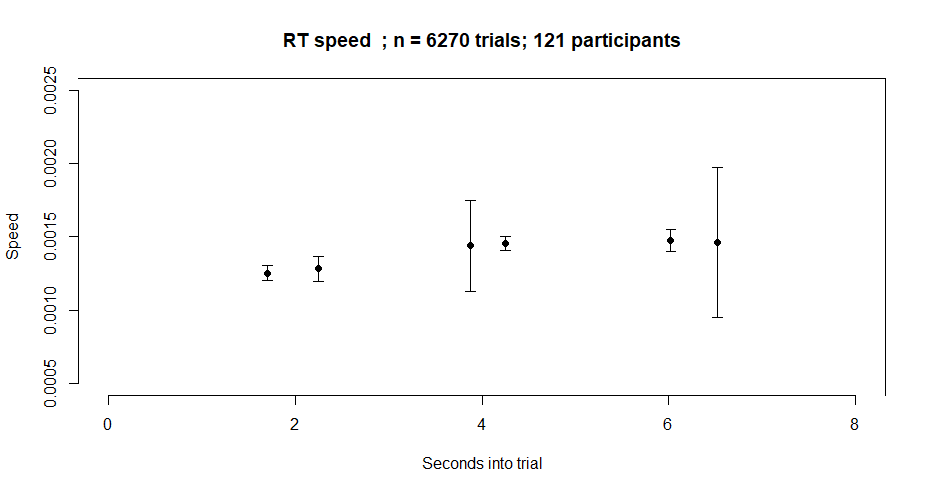 RT speed  ; n = 6270 trials; 121 participants
0.0025
0.0020
0.0015
0.0010
0.0005
Speed
0 2 4 6 8
Seconds into trial